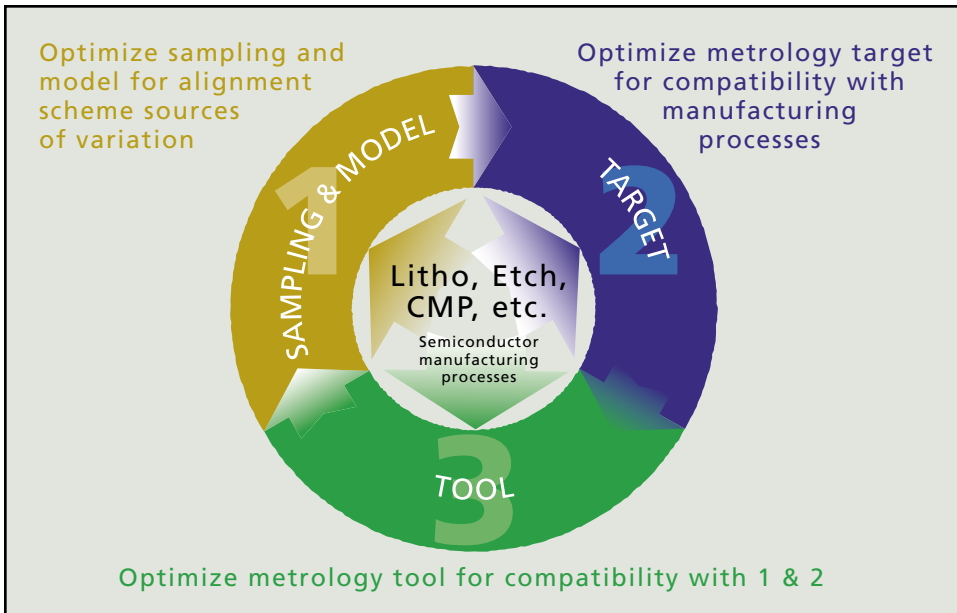 Optimize sampling and
model for alignment
scheme sources
of variation
Optimize metrology target
for compatibility with
manufacturing
processes
1
SAMPLING & MODEL
2
TARGET
Litho, Etch,
CMP, etc.
Semiconductor
manufacturing
processes
3
TOOL
Optimize metrology tool for compatibility with 1 & 2